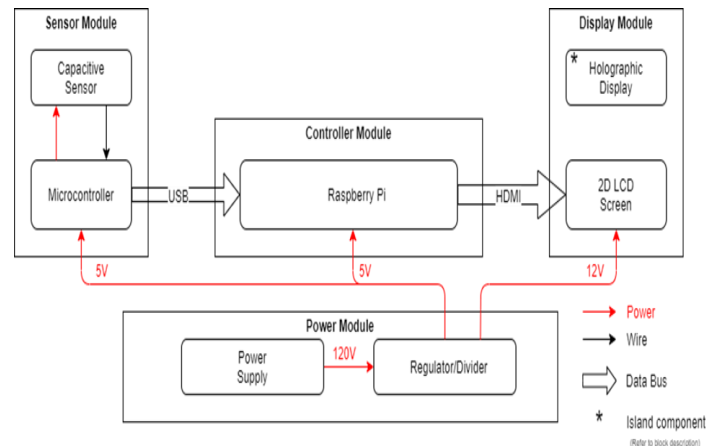 Sensor Module
Capacitive
Sensor
Microcontroller
USB
Controller Module
Raspberry Pi
HDMI
Display Module
*
Holographic
Display
2D LCD
Screen
5V
5V
12V
Power Module
Power
Supply
120V
Regulator/Divider
Power
Wire
Data Bus
* Island component
(Refer to block description)